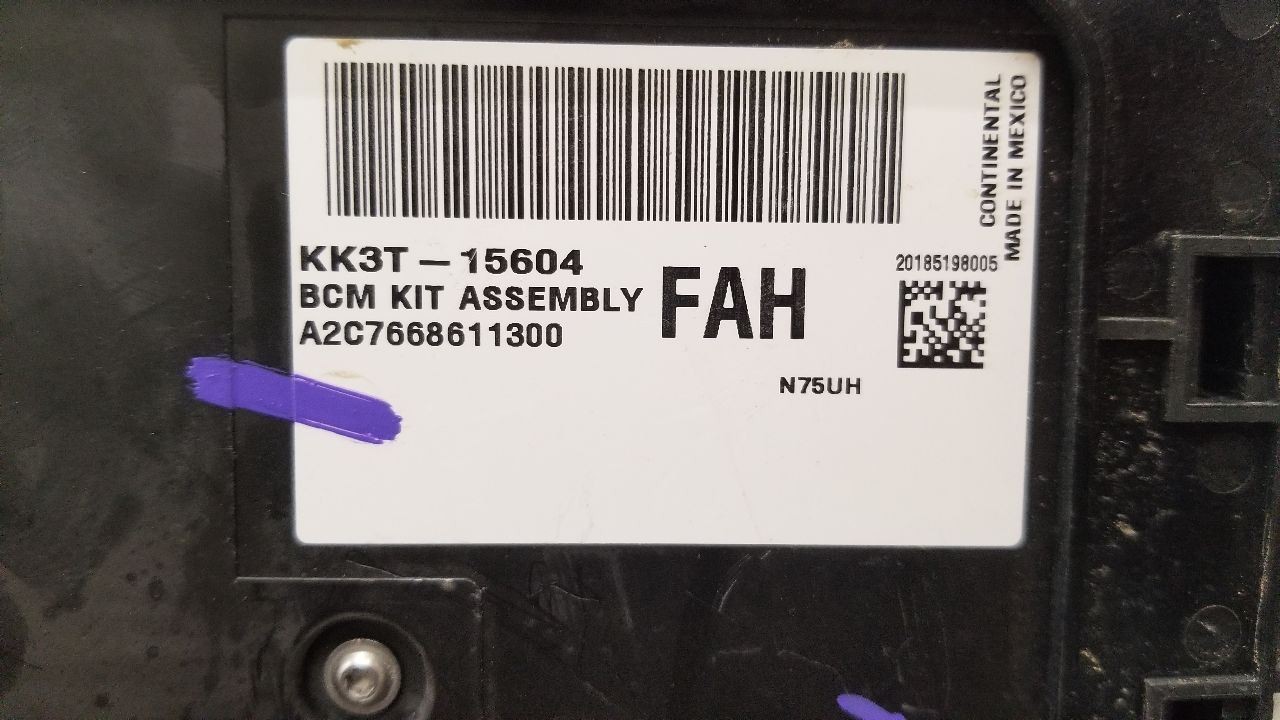 KK3T — 15604
BCM KIT ASSEMBLY
A2C7668611300
FAH
N75UH
20185198005
CONTINENTAL
MADE IN MEXICO